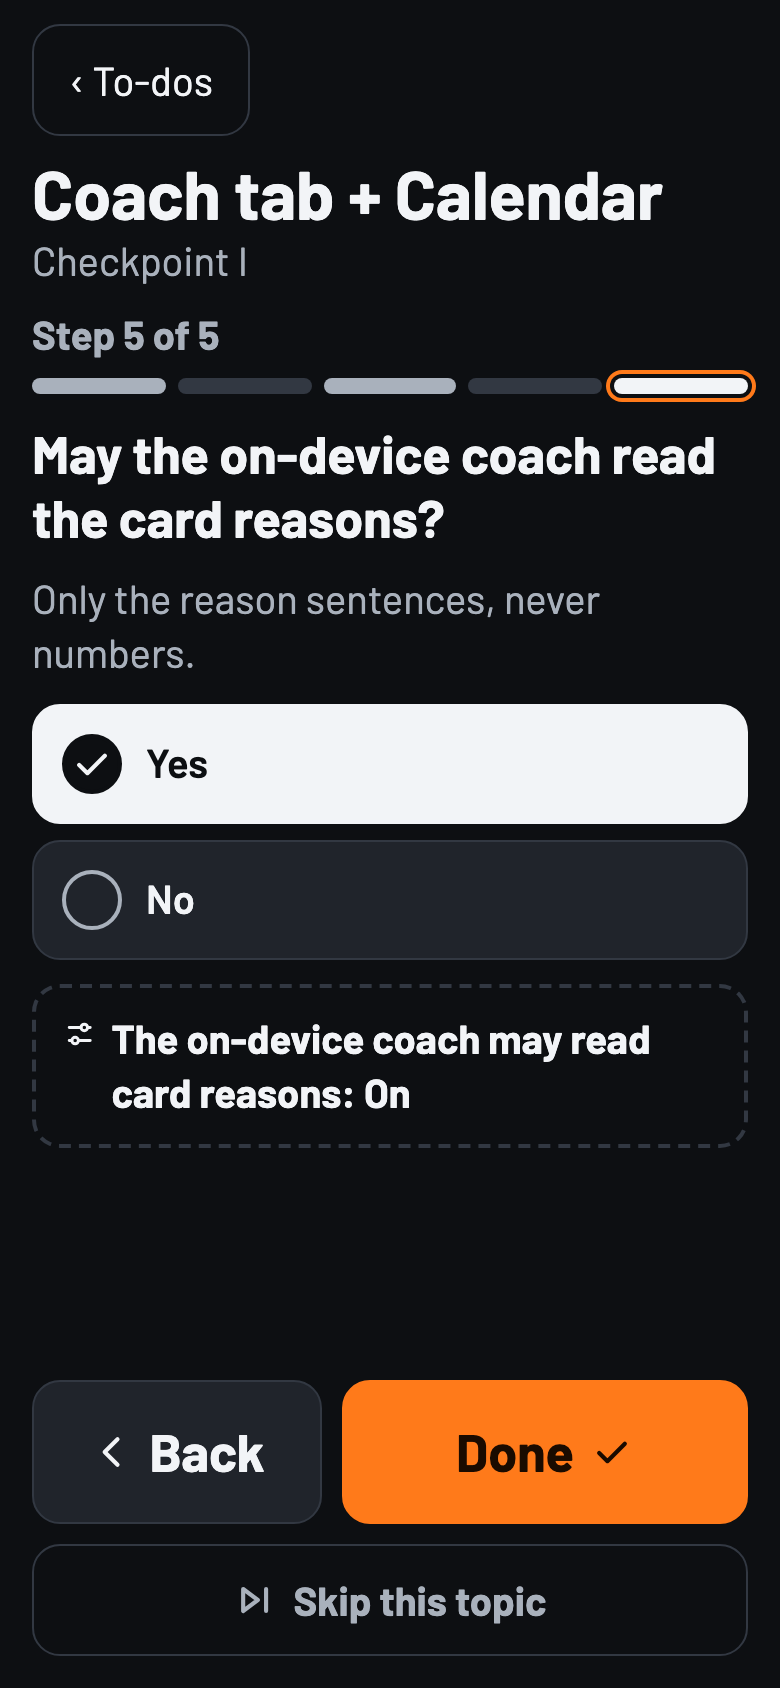 ‹ To-dos
Coach tab + Calendar
Checkpoint I
Step 5 of 5
May the on-device coach read
the card reasons?
Only the reason sentences, never
numbers.
Yes
No
The on-device coach may read
card reasons: On
Back
Done
Skip this topic